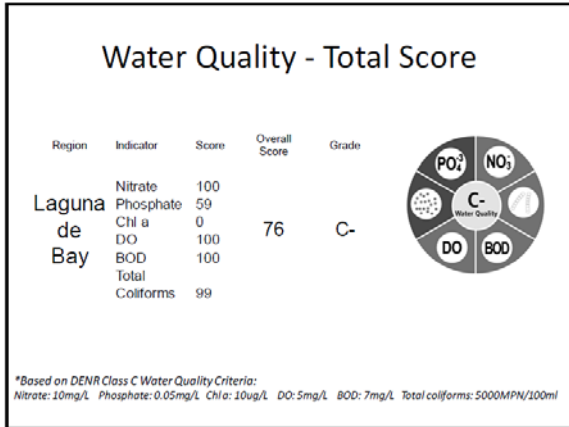 Water Quality - Total Score
Region Indicator Score Overall Score Grade
Laguna de Bay
Nitrate 100
Phosphate 59
Chl a 0
DO 100
BOD 100
Total
Coliforms 99
76 C-
PO₄⁻³ NO₃⁻
C-
Water Quality
DO BOD
*Based on DENR Class C Water Quality Criteria:
Nitrate: 10mg/L Phosphate: 0.05mg/L Chl a: 10ug/L DO: 5mg/L BOD: 7mg/L Total coliforms: 5000MPN/100ml